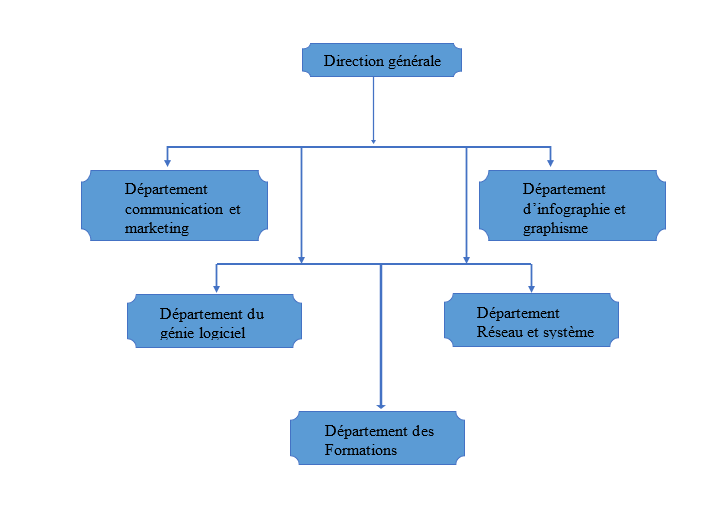 Direction générale
Département
communication et
marketing
Département
d’infographie et
graphisme
Département du
génie logiciel
Département
Réseau et système
Département des
Formations